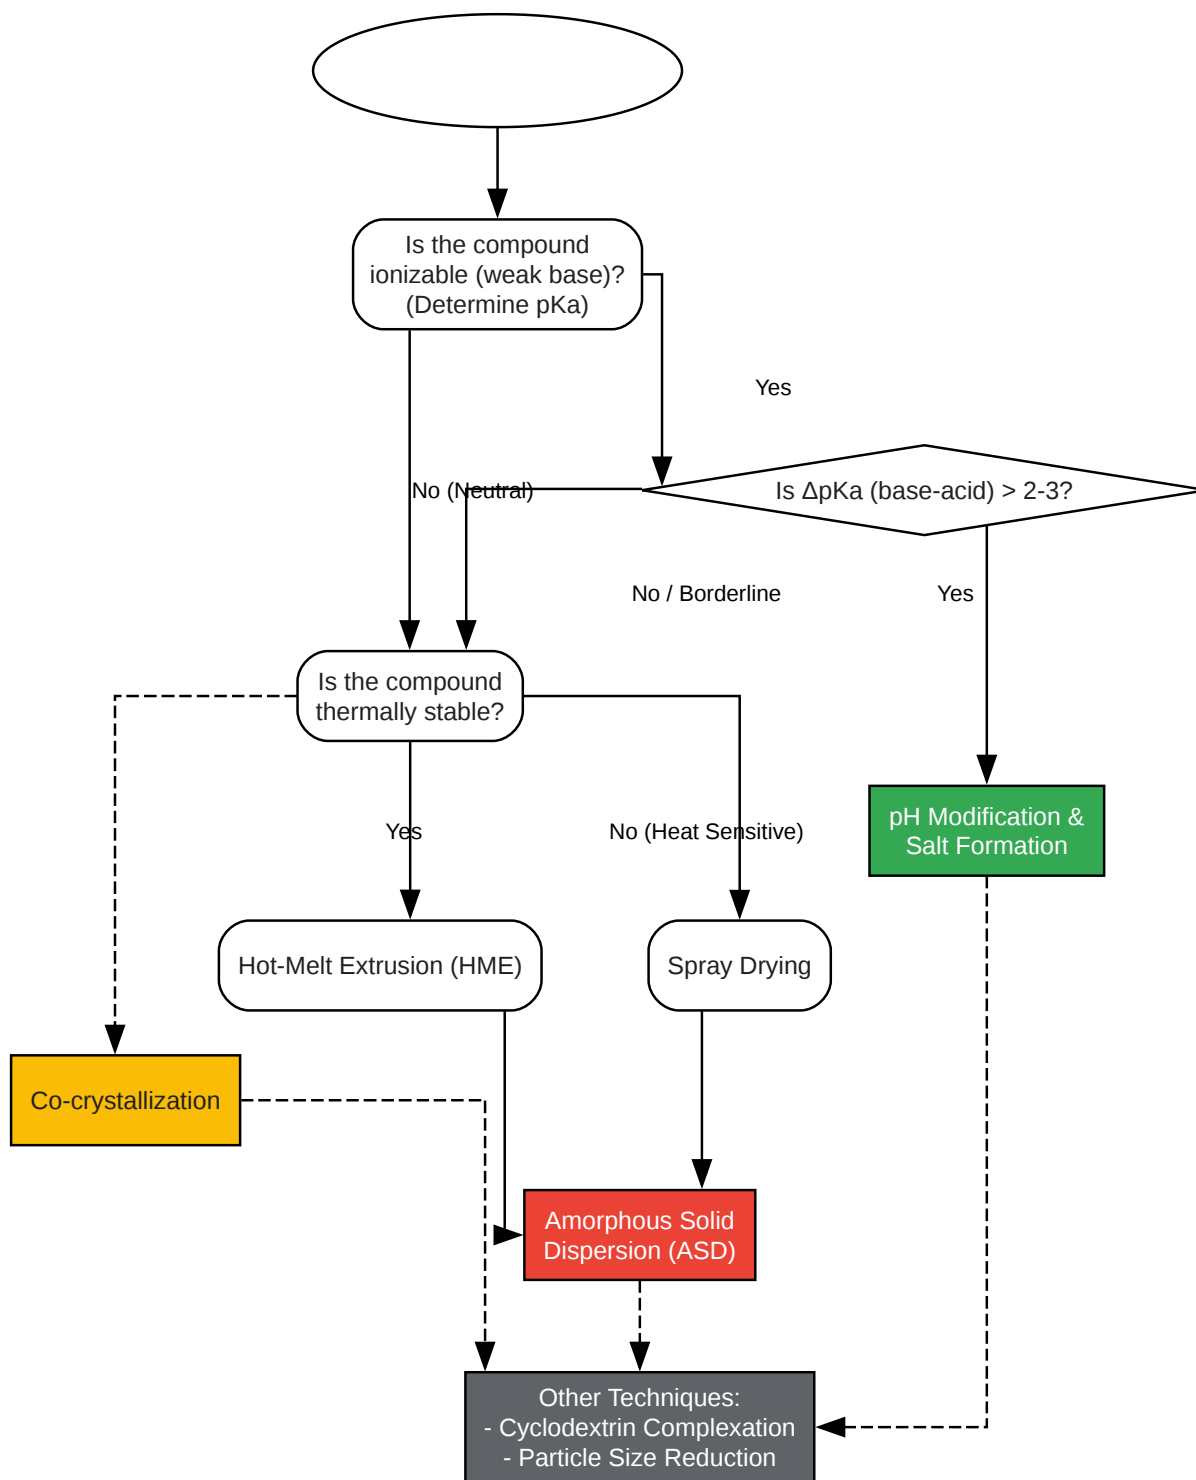 Is the compound
ionizable (weak base)?
(Determine pKa)
Yes
Is ΔpKa (base-acid) > 2-3?
No (Neutral)
No / Borderline
Yes
Is the compound
thermally stable?
pH Modification &
Salt Formation
Yes
No (Heat Sensitive)
Hot-Melt Extrusion (HME)
Spray Drying
Co-crystallization
Amorphous Solid
Dispersion (ASD)
Other Techniques:
- Cyclodextrin Complexation
- Particle Size Reduction